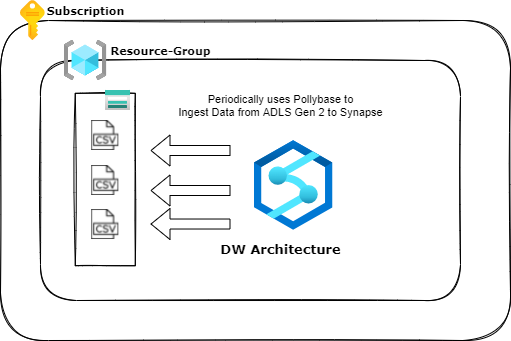 Subscription
Resource-Group
Periodically uses Pollybase to
Ingest Data from ADLS Gen 2 to Synapse
CSV
CSV
CSV
DW Architecture